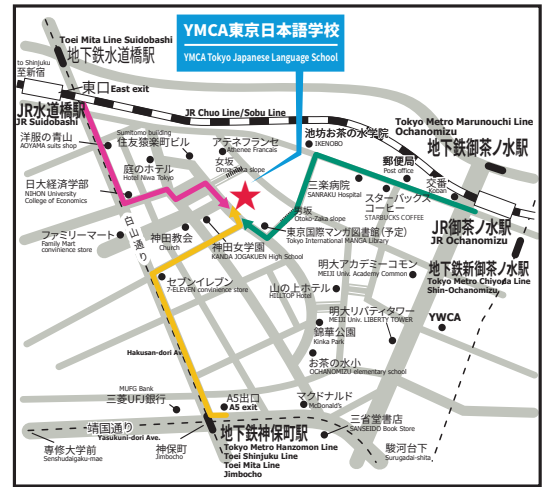 YMCA東京日本語学校
YMCA Tokyo Japanese Language School
Toei Mita Line Suidobashi
地下鉄水道橋駅
to Shinjuku
至新宿
東口East exit
JR水道橋駅
JR Suidobashi
JR Chuo Line/Sobu Line
Tokyo Metro Marunouchi Line
Ochanomizu
地下鉄御茶ノ水駅
洋服の青山
AOYAMA suits shop
Sumitomo building
住友猿楽町ビル
アテネフランセ
Athenee Francais
池坊お茶の水学院
IKENOBO
庭のホテル
Hotel Niwa Tokyo
女坂
Onna-zaka slope
郵便局
Post office
交番
Koban
三楽病院
SANRAKU Hospital
スターバックス
コーヒー
STARBUCKS COFFEE
日大経済学部
NIHON University
College of Economics
男坂
Otoko-zaka slope
JR御茶ノ水駅
JR Ochanomizu
ファミリーマート
Family Mart
convinience store
白山通り
神田教会
Church
神田女学園
KANDA JOGAKUEN High School
東京国際マンガ図書館(予定)
Tokyo International MANGA Library
地下鉄新御茶ノ水駅
Tokyo Metro Chiyoda Line
Shin-Ochanomizu
セブンイレブン
7-ELEVEN convinience store
明大アカデミーコモン
MEIJI Univ. Academy Common
山の上ホテル
HILLTOP Hotel
明大リバティタワー
MEIJI Univ. LIBERTY TOWER
YWCA
錦華公園
Kinka Park
Hakusan-dori Av
お茶の水小
OCHANOMIZU elementary school
MUFG Bank
三菱UFJ銀行
A5出口
A5 exit
マクドナルド
McDonald's
靖国通り
Yasukuni-dori Ave.
地下鉄神保町駅
Tokyo Metro Hanzomon Line
Toei Shinjuku Line
Toei Mita Line
Jimbocho
三省堂書店
SANSEIDO Book Store
専修大学前
Senshudaigaku-mae
神保町
Jimbocho
駿河台下
Surugadai-shita